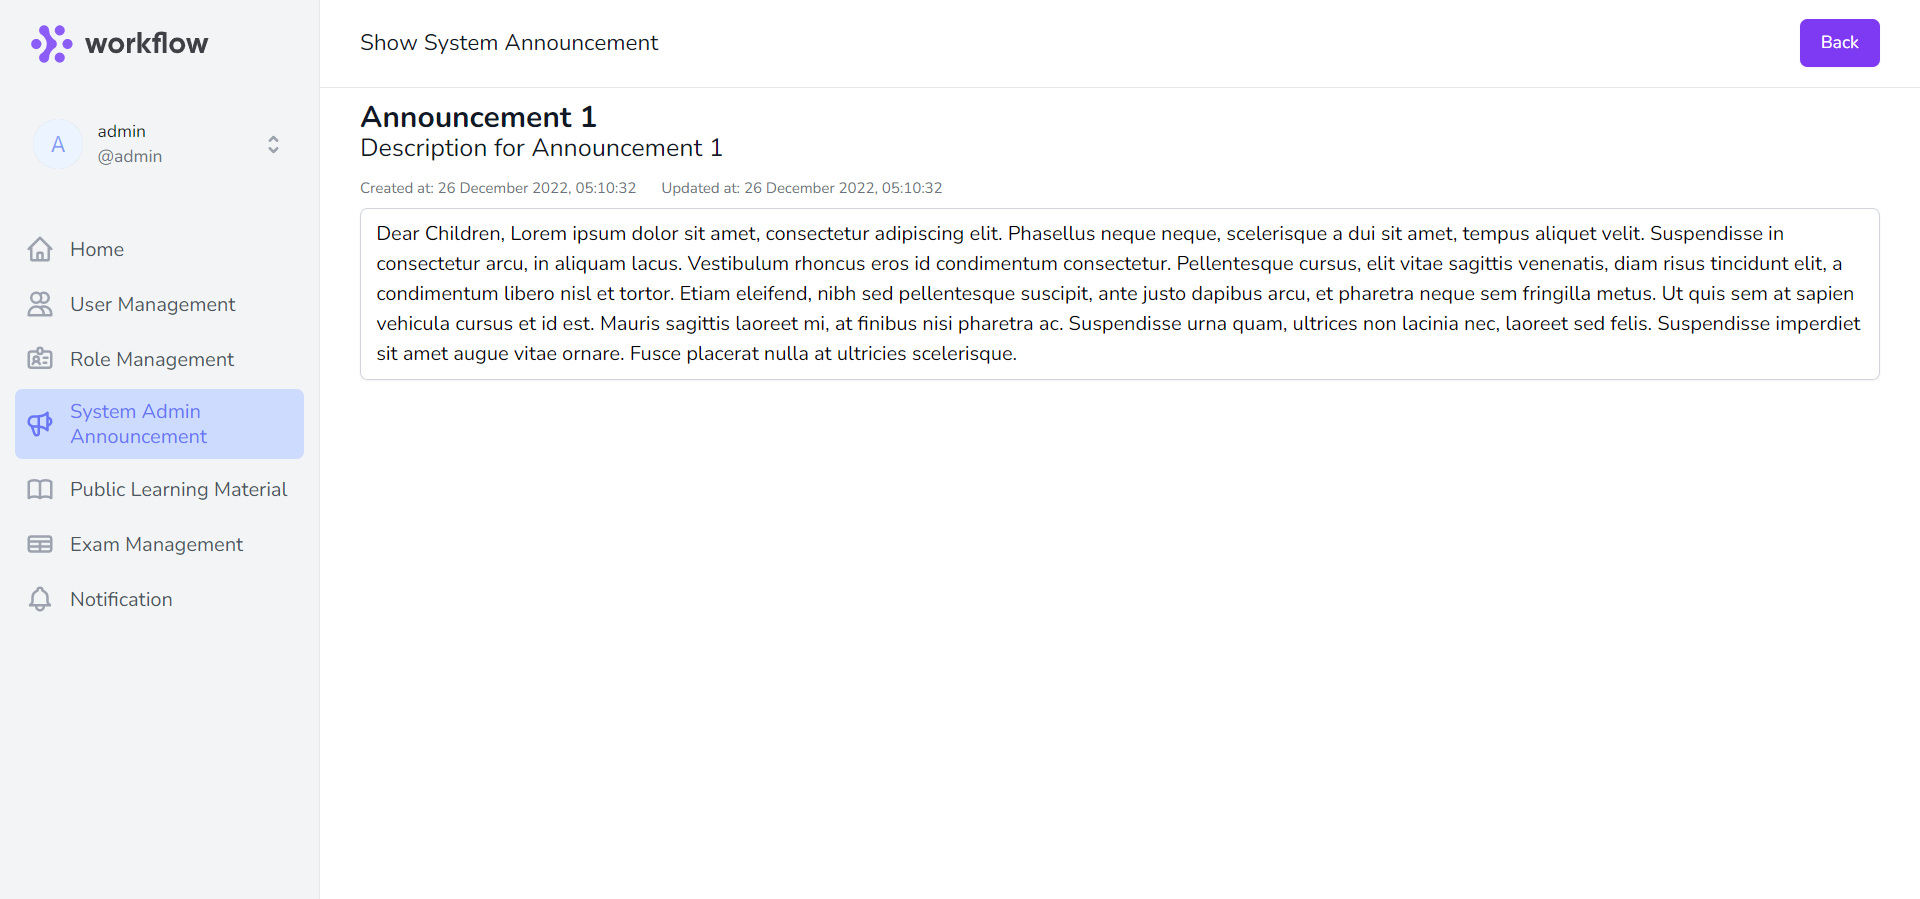 workflow
A
admin
@admin
Home
User Management
Role Management
System Admin
Announcement
Public Learning Material
Exam Management
Notification
Show System Announcement
Back
Announcement 1
Description for Announcement 1
Created at: 26 December 2022, 05:10:32 Updated at: 26 December 2022, 05:10:32
Dear Children, Lorem ipsum dolor sit amet, consectetur adipiscing elit. Phasellus neque neque, scelerisque a dui sit amet, tempus aliquet velit. Suspendisse in
consectetur arcu, in aliquam lacus. Vestibulum rhoncus eros id condimentum consectetur. Pellentesque cursus, elit vitae sagittis venenatis, diam risus tincidunt elit, a
condimentum libero nisl et tortor. Etiam eleifend, nibh sed pellentesque suscipit, ante justo dapibus arcu, et pharetra neque sem fringilla metus. Ut quis sem at sapien
vehicula cursus et id est. Mauris sagittis laoreet mi, at finibus nisi pharetra ac. Suspendisse urna quam, ultrices non lacinia nec, laoreet sed felis. Suspendisse imperdiet
sit amet augue vitae ornare. Fusce placerat nulla at ultricies scelerisque.